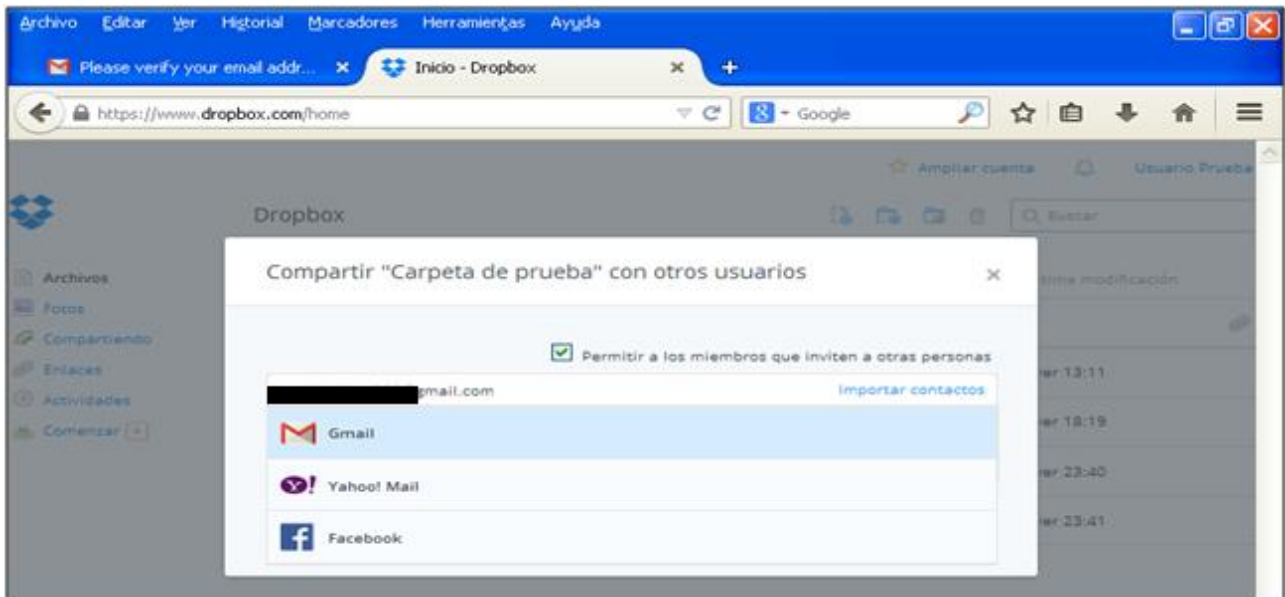 Archivo Editar Ver Historial Marcadores Herramientas Ayuda
Please verify your email addr... Inicio - Dropbox
https://www.dropbox.com/home Google
Ampliar cuenta Usuario Prueba
Dropbox Buscar
Compartir "Carpeta de prueba" con otros usuarios
Archivos modificación
Fotos
Permitir a los miembros que inviten a otras personas
Compartiendo
Enlaces 13:11
gmail.com Importar contactos
Actividades
Comenzar 18:19
Gmail
Yahoo! Mail 23:40
Facebook 23:41